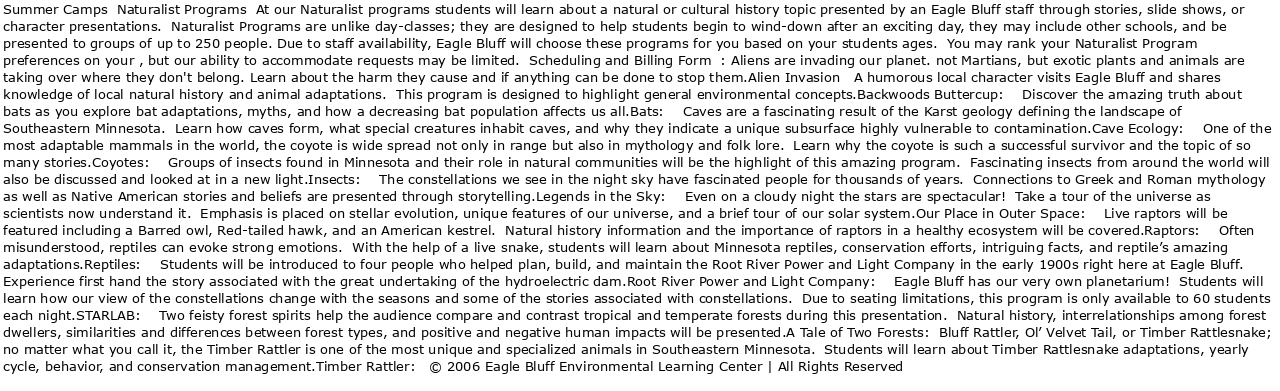 Summer Camps  Naturalist Programs  At our Naturalist programs students will learn about a natural or cultural history topic presented by an Eagle Bluff staff through stories, slide shows, or
character presentations.  Naturalist Programs are unlike day-classes; they are designed to help students begin to wind-down after an exciting day, they may include other schools, and be
presented to groups of up to 250 people. Due to staff availability, Eagle Bluff will choose these programs for you based on your students ages.  You may rank your Naturalist Program
preferences on your , but our ability to accommodate requests may be limited.  Scheduling and Billing Form  : Aliens are invading our planet. not Martians, but exotic plants and animals are
taking over where they don't belong. Learn about the harm they cause and if anything can be done to stop them.Alien Invasion   A humorous local character visits Eagle Bluff and shares
knowledge of local natural history and animal adaptations.  This program is designed to highlight general environmental concepts.Backwoods Buttercup:    Discover the amazing truth about
bats as you explore bat adaptations, myths, and how a decreasing bat population affects us all.Bats:    Caves are a fascinating result of the Karst geology defining the landscape of
Southeastern Minnesota.  Learn how caves form, what special creatures inhabit caves, and why they indicate a unique subsurface highly vulnerable to contamination.Cave Ecology:    One of the
most adaptable mammals in the world, the coyote is wide spread not only in range but also in mythology and folk lore.  Learn why the coyote is such a successful survivor and the topic of so
many stories.Coyotes:    Groups of insects found in Minnesota and their role in natural communities will be the highlight of this amazing program.  Fascinating insects from around the world will
also be discussed and looked at in a new light.Insects:    The constellations we see in the night sky have fascinated people for thousands of years.  Connections to Greek and Roman mythology
as well as Native American stories and beliefs are presented through storytelling.Legends in the Sky:    Even on a cloudy night the stars are spectacular!  Take a tour of the universe as
scientists now understand it.  Emphasis is placed on stellar evolution, unique features of our universe, and a brief tour of our solar system.Our Place in Outer Space:    Live raptors will be
featured including a Barred owl, Red-tailed hawk, and an American kestrel.  Natural history information and the importance of raptors in a healthy ecosystem will be covered.Raptors:    Often
misunderstood, reptiles can evoke strong emotions.  With the help of a live snake, students will learn about Minnesota reptiles, conservation efforts, intriguing facts, and reptile’s amazing
adaptations.Reptiles:    Students will be introduced to four people who helped plan, build, and maintain the Root River Power and Light Company in the early 1900s right here at Eagle Bluff.
Experience first hand the story associated with the great undertaking of the hydroelectric dam.Root River Power and Light Company:    Eagle Bluff has our very own planetarium!  Students will
learn how our view of the constellations change with the seasons and some of the stories associated with constellations.  Due to seating limitations, this program is only available to 60 students
each night.STARLAB:    Two feisty forest spirits help the audience compare and contrast tropical and temperate forests during this presentation.  Natural history, interrelationships among forest
dwellers, similarities and differences between forest types, and positive and negative human impacts will be presented.A Tale of Two Forests:  Bluff Rattler, Ol’ Velvet Tail, or Timber Rattlesnake;
no matter what you call it, the Timber Rattler is one of the most unique and specialized animals in Southeastern Minnesota.  Students will learn about Timber Rattlesnake adaptations, yearly
cycle, behavior, and conservation management.Timber Rattler:   © 2006 Eagle Bluff Environmental Learning Center | All Rights Reserved